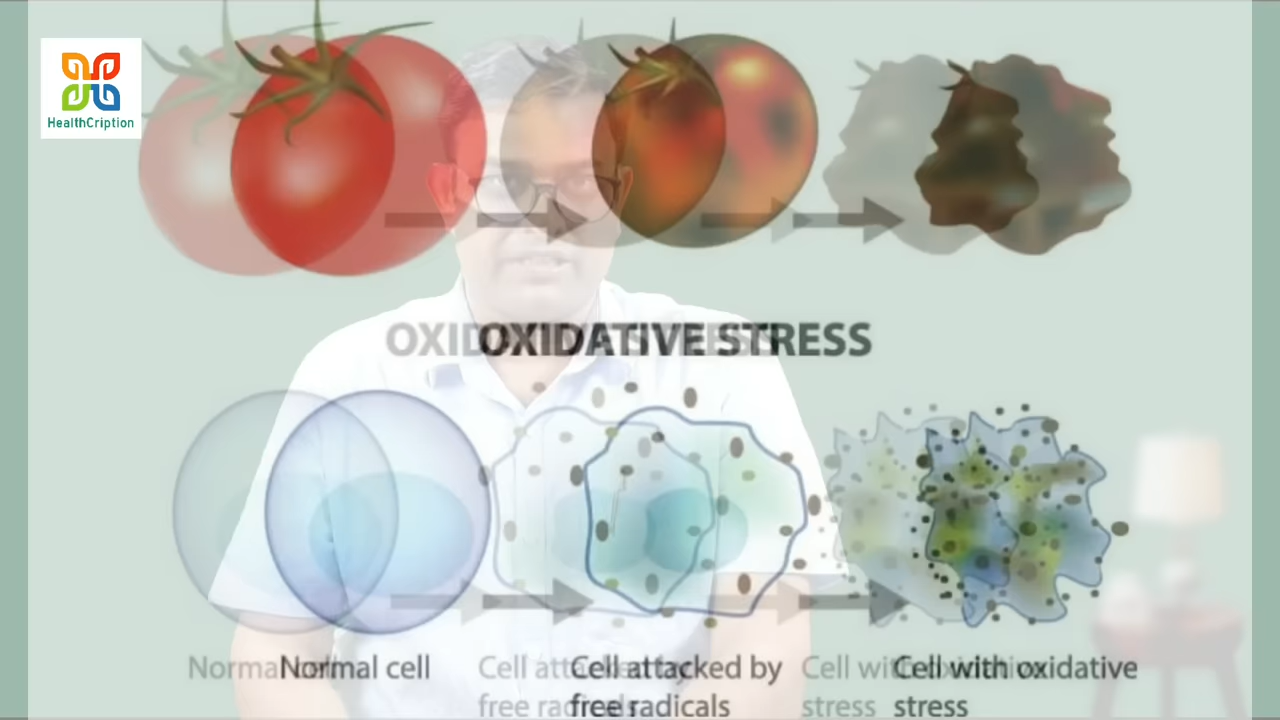 HealthCription
OXIDATIVE STRESS
Normal cell
Cell attacked by
free radicals
Cell with oxidative
stress